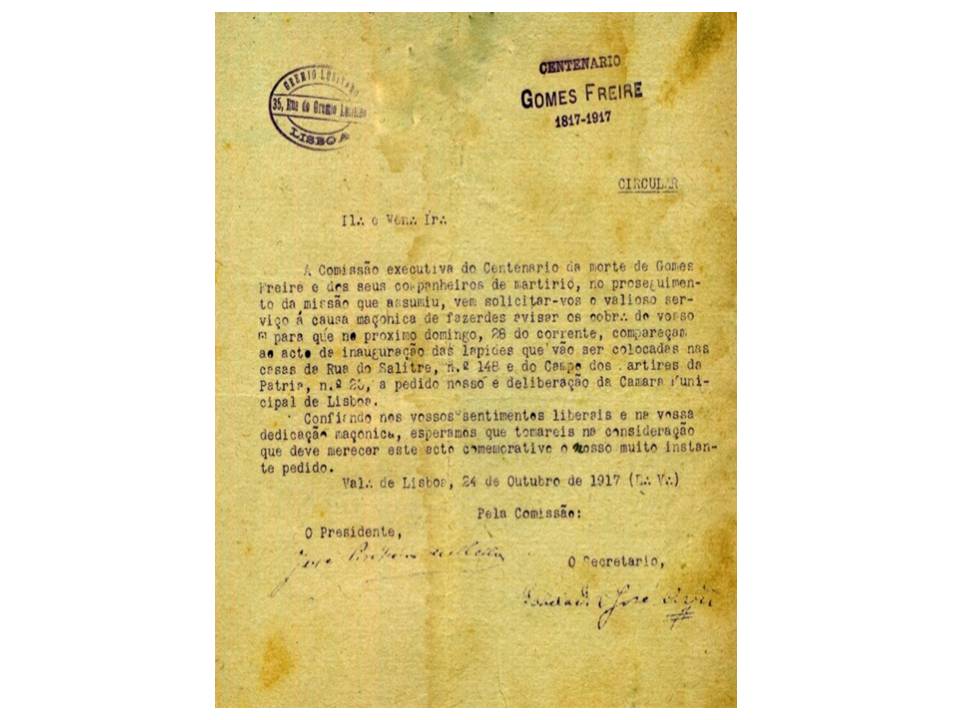 GREMIO LUSITANO
35, Rua do Gremio Lusitano
LISBOA
CENTENARIO
GOMES FREIRE
1817-1917
CIRCULAR
Il∴ e Ven∴ Ir∴
A Comissão executiva do Centenario da morte de Gomes
Freire e dos seus companheiros de martirio, no proseguimen-
to da missão que assumiu, vem solicitar-vos o valioso ser-
viço á causa maçonica de fazerdes avisar os oobr∴ do vosso
para que no proximo domingo, 28 do corrente, compareçam
ao acto da inauguração das lapides que vão ser colocadas nas
casas da Rua do Salitre, n.º 148 e do Campo dos Martires da
Patria, n.º a pedido nosso e deliberação da Camara Muni-
cipal de Lisboa.
Confiando nos vossos sentimentos liberais e na vossa
dedicação maçonica, esperamos que tomareis na consideração
que deve merecer este acto comemorativo o nosso muito instan-
te pedido.
Val∴ de Lisboa, 24 de Outubro de 1917 (E∴ V∴)
Pela Comissão:
O Presidente,
O Secretario,
José